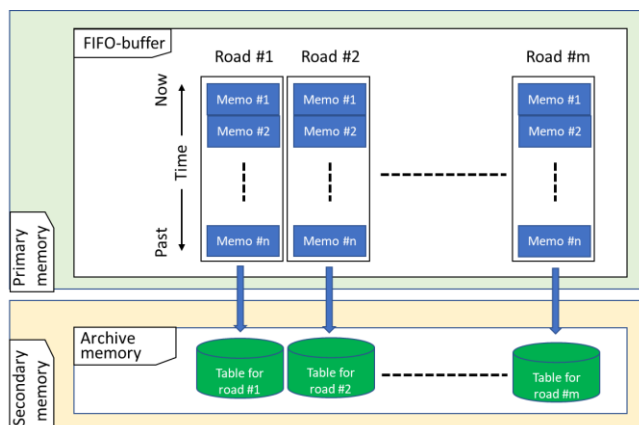 FIFO-buffer
Road #1
Road #2
Road #m
Now
Time
Past
Memo #1
Memo #1
Memo #1
Memo #2
Memo #2
Memo #2
Memo #n
Memo #n
Memo #n
Primary
memory
Archive
memory
Table for
road #1
Table for
road #2
Table for
road #m
Secondary
memory